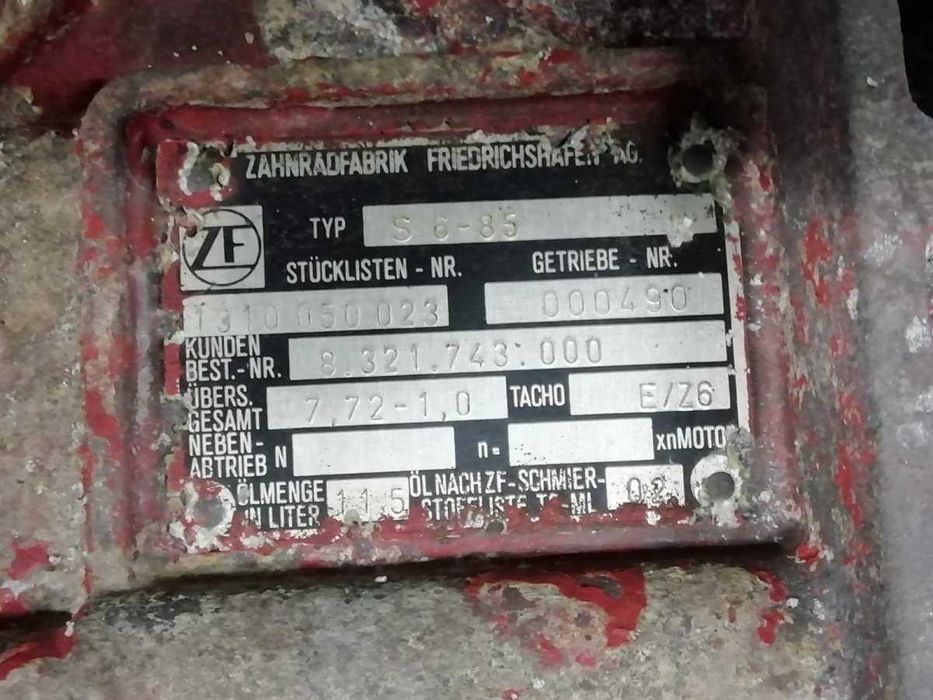 ZAHNRADFABRIK FRIEDRICHSHAFEN AG.
ZF
TYP S 6-85
STÜCKLISTEN - NR. GETRIEBE - NR.
1310 050 023 000490
KUNDEN
BEST.-NR. 8.321.743.000
ÜBERS.
GESAMT 7,72-1,0 TACHO E/Z6
NEBEN-
ABTRIEB N n= xnMOTOR
ÖLMENGE
IN LITER 11,5 ÖL NACH ZF-SCHMIER-
STOFFLISTE TE-ML 02